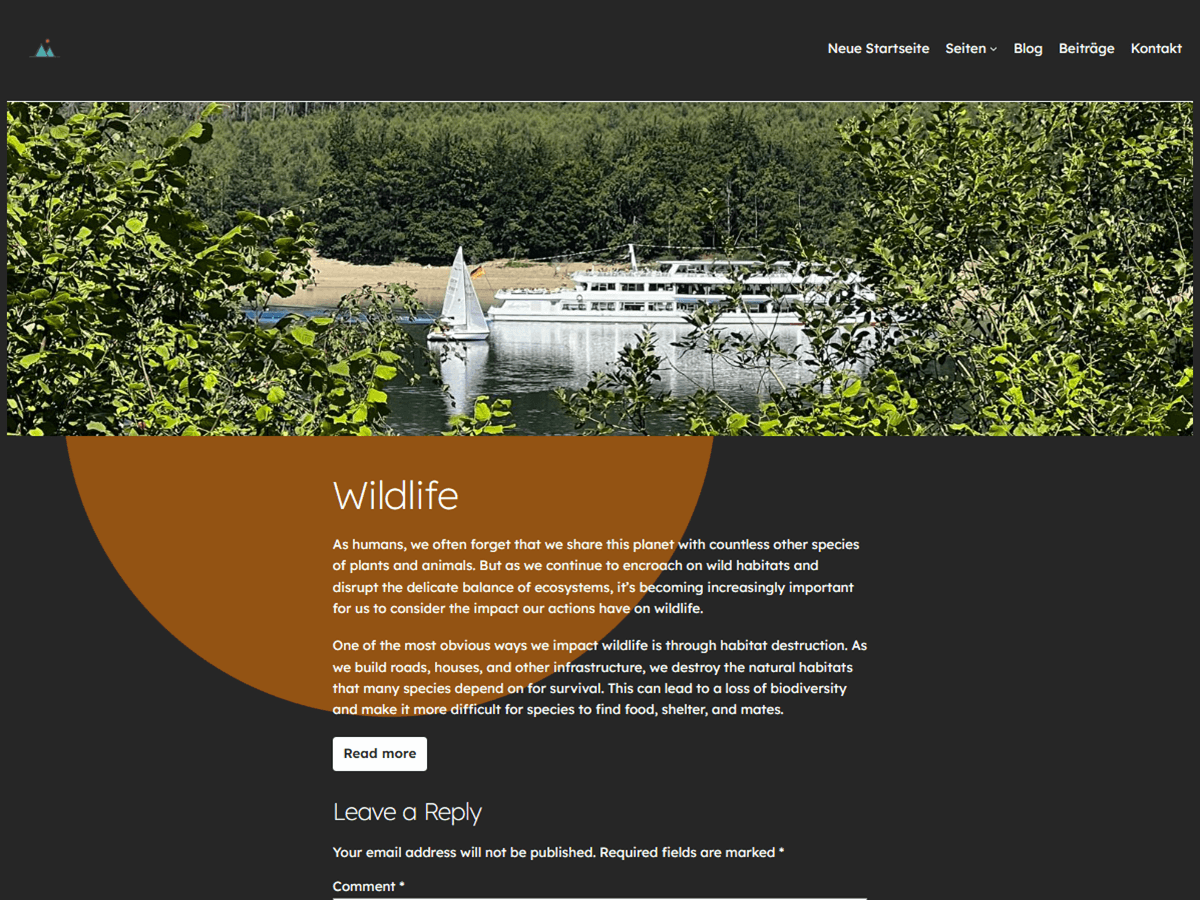 Neue Startseite Seiten Blog Beiträge Kontakt
Wildlife
As humans, we often forget that we share this planet with countless other species
of plants and animals. But as we continue to encroach on wild habitats and
disrupt the delicate balance of ecosystems, it's becoming increasingly important
for us to consider the impact our actions have on wildlife.
One of the most obvious ways we impact wildlife is through habitat destruction. As
we build roads, houses, and other infrastructure, we destroy the natural habitats
that many species depend on for survival. This can lead to a loss of biodiversity
and make it more difficult for species to find food, shelter, and mates.
Read more
Leave a Reply
Your email address will not be published. Required fields are marked *
Comment *